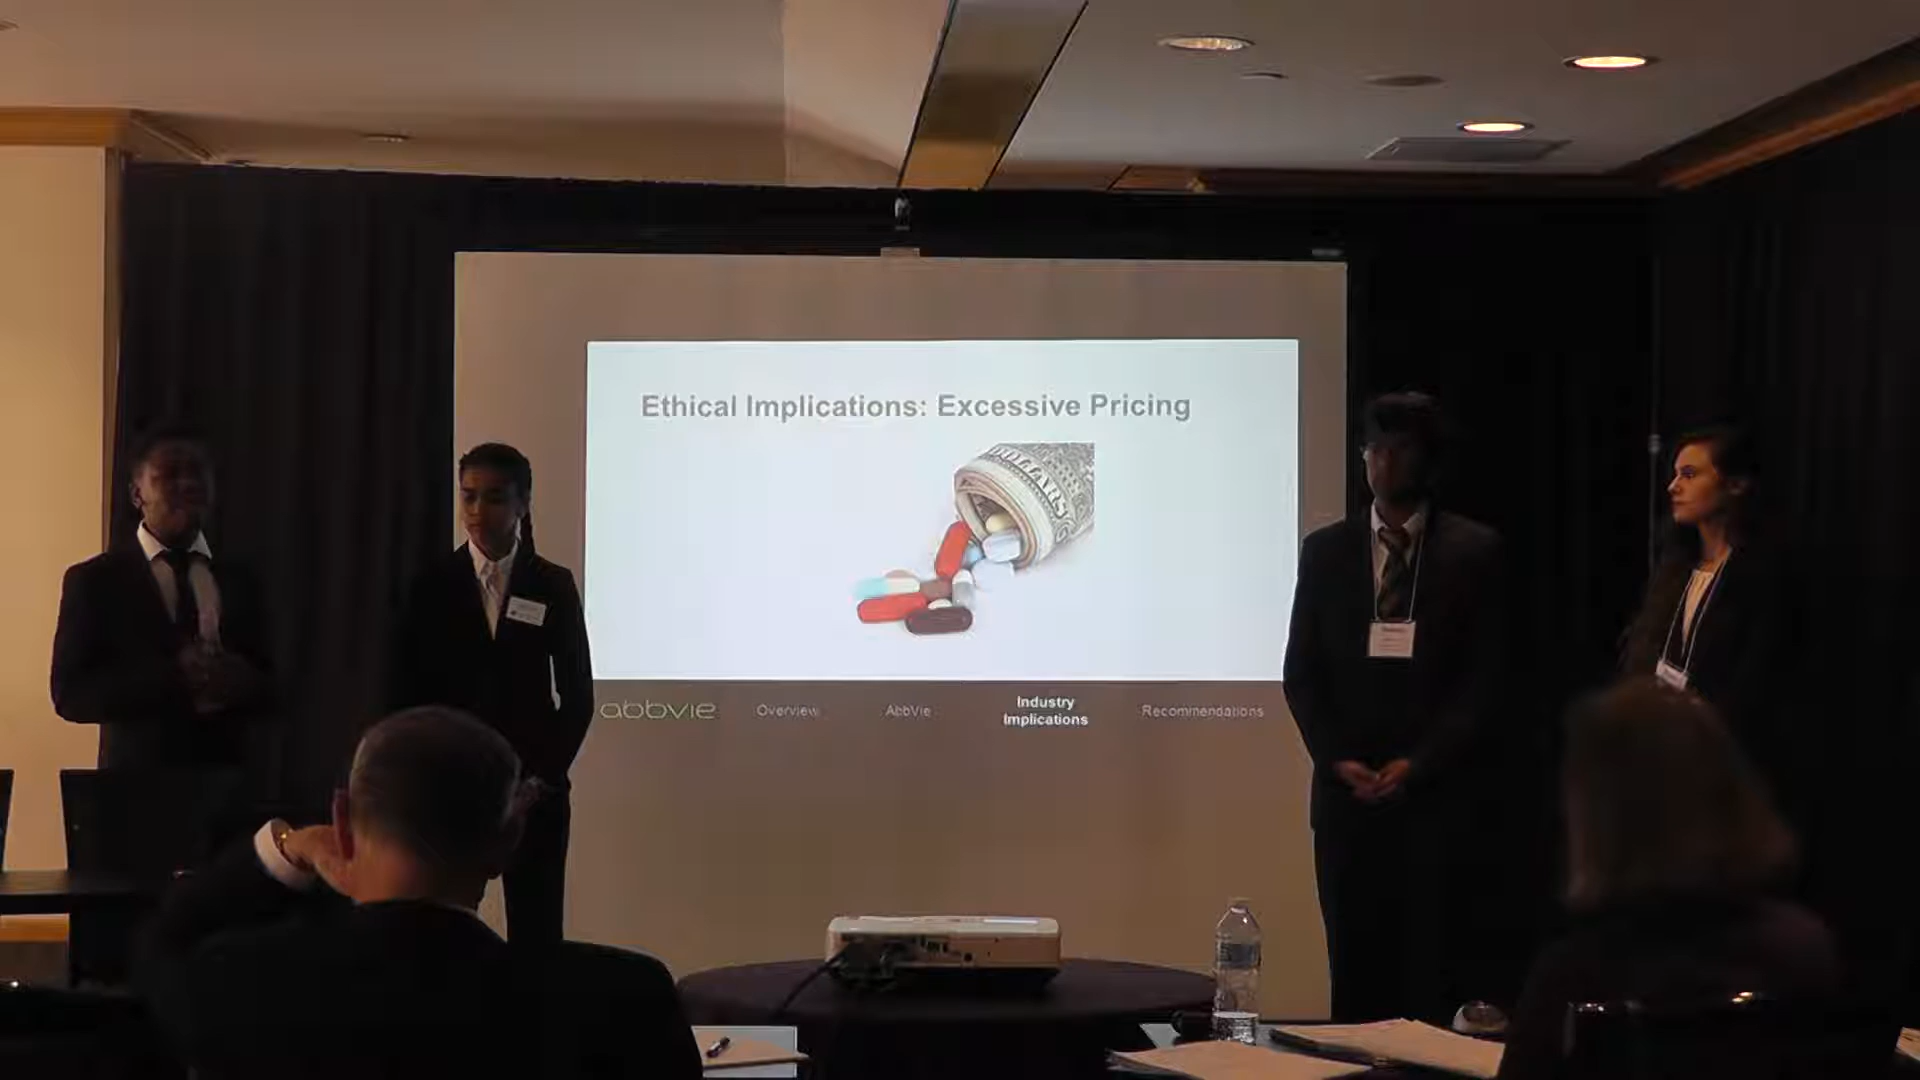 Ethical Implications: Excessive Pricing
DOLLARS
abbvie
Overview
AbbVie
Industry
Implications
Recommendations